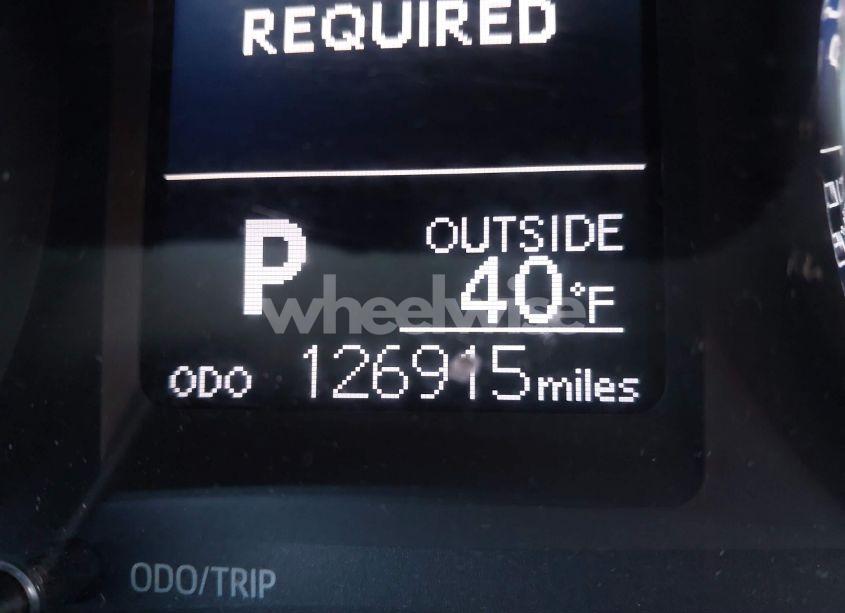 REQUIRED
P
OUTSIDE
40°F
wheelwise
ODO 126915 miles
ODO/TRIP